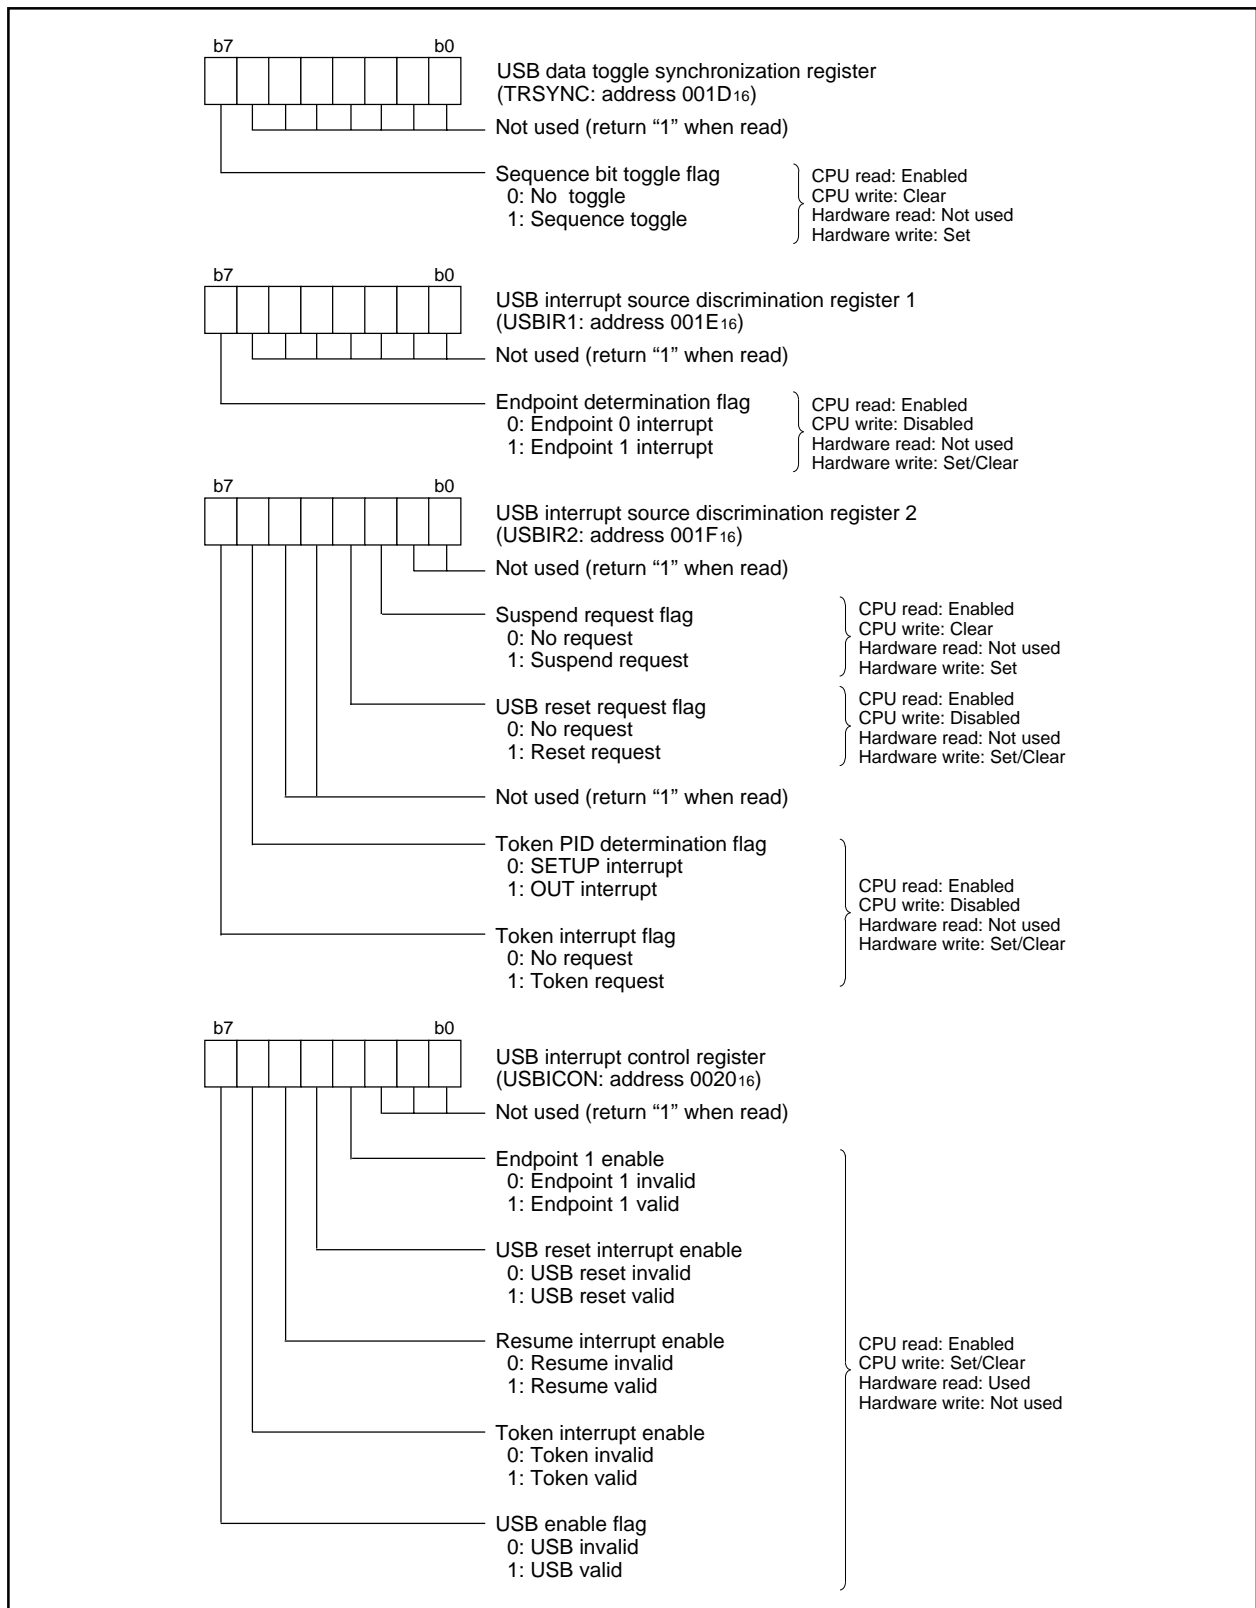 b7 b0
USB data toggle synchronization register
(TRSYNC: address 001D16)
Not used (return “1” when read)
Sequence bit toggle flag
0: No toggle
1: Sequence toggle
CPU read: Enabled
CPU write: Clear
Hardware read: Not used
Hardware write: Set
b7 b0
USB interrupt source discrimination register 1
(USBIR1: address 001E16)
Not used (return “1” when read)
Endpoint determination flag
0: Endpoint 0 interrupt
1: Endpoint 1 interrupt
CPU read: Enabled
CPU write: Disabled
Hardware read: Not used
Hardware write: Set/Clear
b7 b0
USB interrupt source discrimination register 2
(USBIR2: address 001F16)
Not used (return “1” when read)
Suspend request flag
0: No request
1: Suspend request
CPU read: Enabled
CPU write: Clear
Hardware read: Not used
Hardware write: Set
USB reset request flag
0: No request
1: Reset request
CPU read: Enabled
CPU write: Disabled
Hardware read: Not used
Hardware write: Set/Clear
Not used (return “1” when read)
Token PID determination flag
0: SETUP interrupt
1: OUT interrupt
Token interrupt flag
0: No request
1: Token request
CPU read: Enabled
CPU write: Disabled
Hardware read: Not used
Hardware write: Set/Clear
b7 b0
USB interrupt control register
(USBICON: address 002016)
Not used (return “1” when read)
Endpoint 1 enable
0: Endpoint 1 invalid
1: Endpoint 1 valid
USB reset interrupt enable
0: USB reset invalid
1: USB reset valid
Resume interrupt enable
0: Resume invalid
1: Resume valid
Token interrupt enable
0: Token invalid
1: Token valid
USB enable flag
0: USB invalid
1: USB valid
CPU read: Enabled
CPU write: Set/Clear
Hardware read: Used
Hardware write: Not used